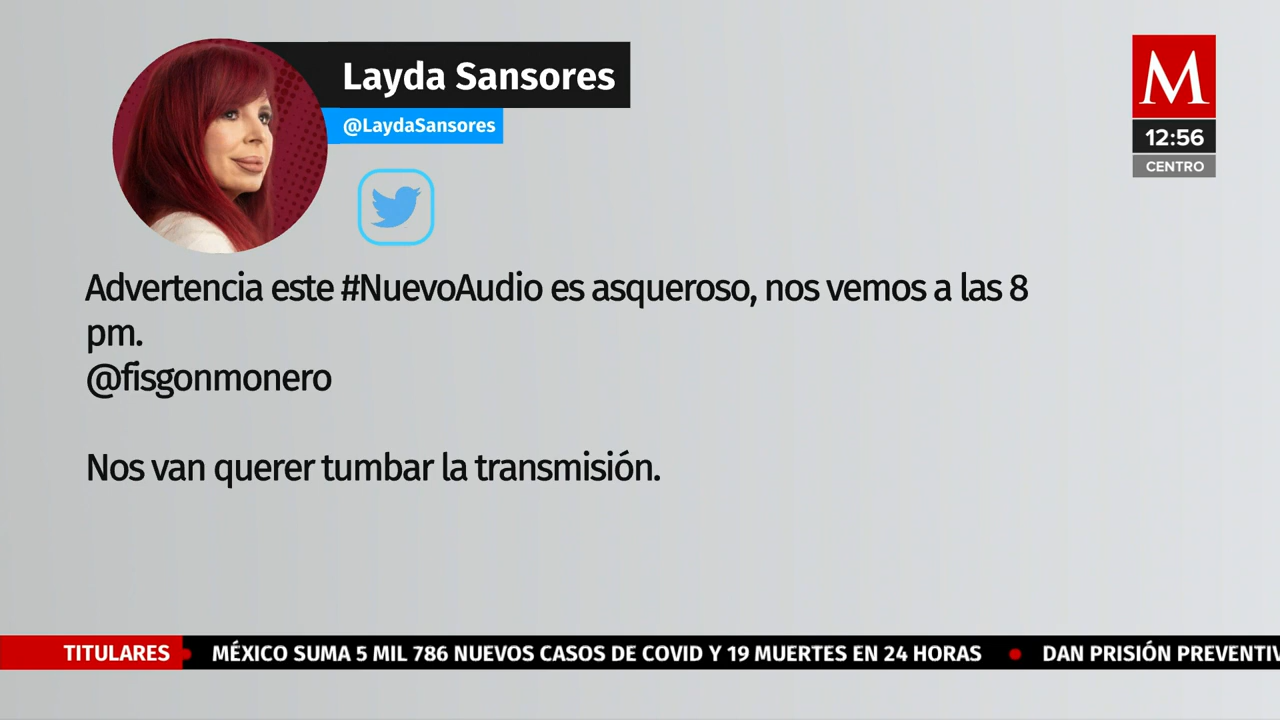 Layda Sansores
@LaydaSansores
M
12:56
CENTRO
Advertencia este #NuevoAudio es asqueroso, nos vemos a las 8
pm.
@fisgonmonero
Nos van querer tumbar la transmisión.
TITULARES
MÉXICO SUMA 5 MIL 786 NUEVOS CASOS DE COVID Y 19 MUERTES EN 24 HORAS
DAN PRISIÓN PREVENTIV